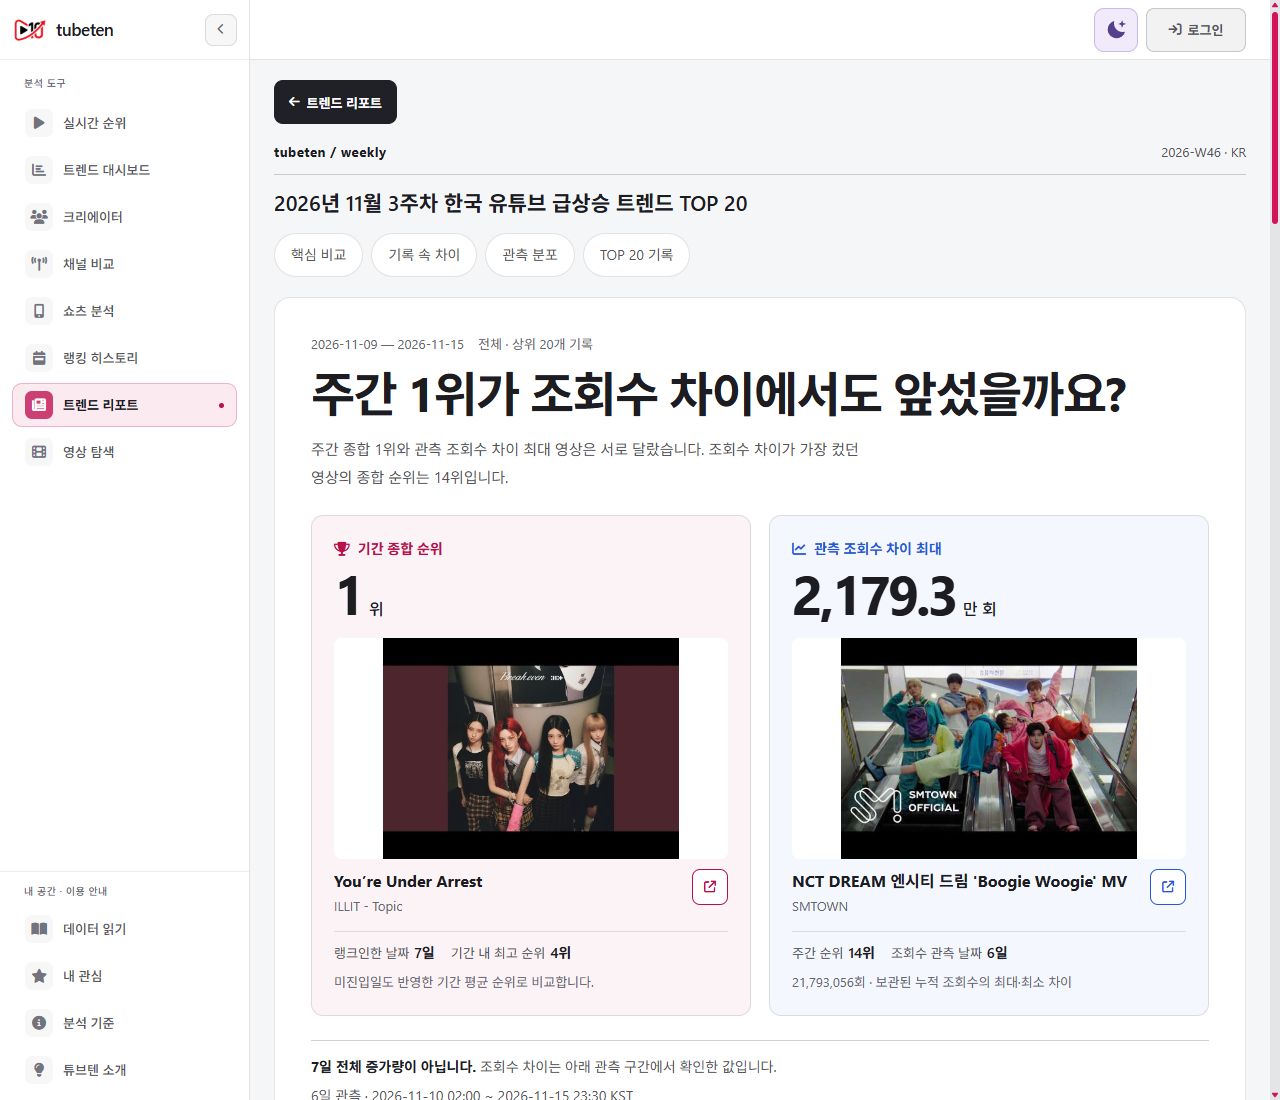 tubeten
로그인
분석 도구
실시간 순위
트렌드 대시보드
크리에이터
채널 비교
쇼츠 분석
랭킹 히스토리
트렌드 리포트
영상 탐색
내 공간 · 이용 안내
데이터 읽기
내 관심
분석 기준
튜브텐 소개
← 트렌드 리포트
tubeten / weekly
2026-W46 · KR
2026년 11월 3주차 한국 유튜브 급상승 트렌드 TOP 20
핵심 비교
기록 속 차이
관측 분포
TOP 20 기록
2026-11-09 — 2026-11-15 전체 · 상위 20개 기록
주간 1위가 조회수 차이에서도 앞섰을까요?
주간 종합 1위와 관측 조회수 차이 최대 영상은 서로 달랐습니다. 조회수 차이가 가장 컸던
영상의 종합 순위는 14위입니다.
기간 종합 순위
1 위
Breakeven
You're Under Arrest
ILLIT - Topic
랭크인한 날짜 7일 기간 내 최고 순위 4위
미진입일도 반영한 기간 평균 순위로 비교합니다.
관측 조회수 차이 최대
2,179.3 만 회
SMTOWN
OFFICIAL
NCT DREAM 엔시티 드림 'Boogie Woogie' MV
SMTOWN
주간 순위 14위 조회수 관측 날짜 6일
21,793,056회 · 보관된 누적 조회수의 최대·최소 차이
7일 전체 증가량이 아닙니다. 조회수 차이는 아래 관측 구간에서 확인한 값입니다.
6일 관측 · 2026-11-10 02:00 ~ 2026-11-15 23:30 KST